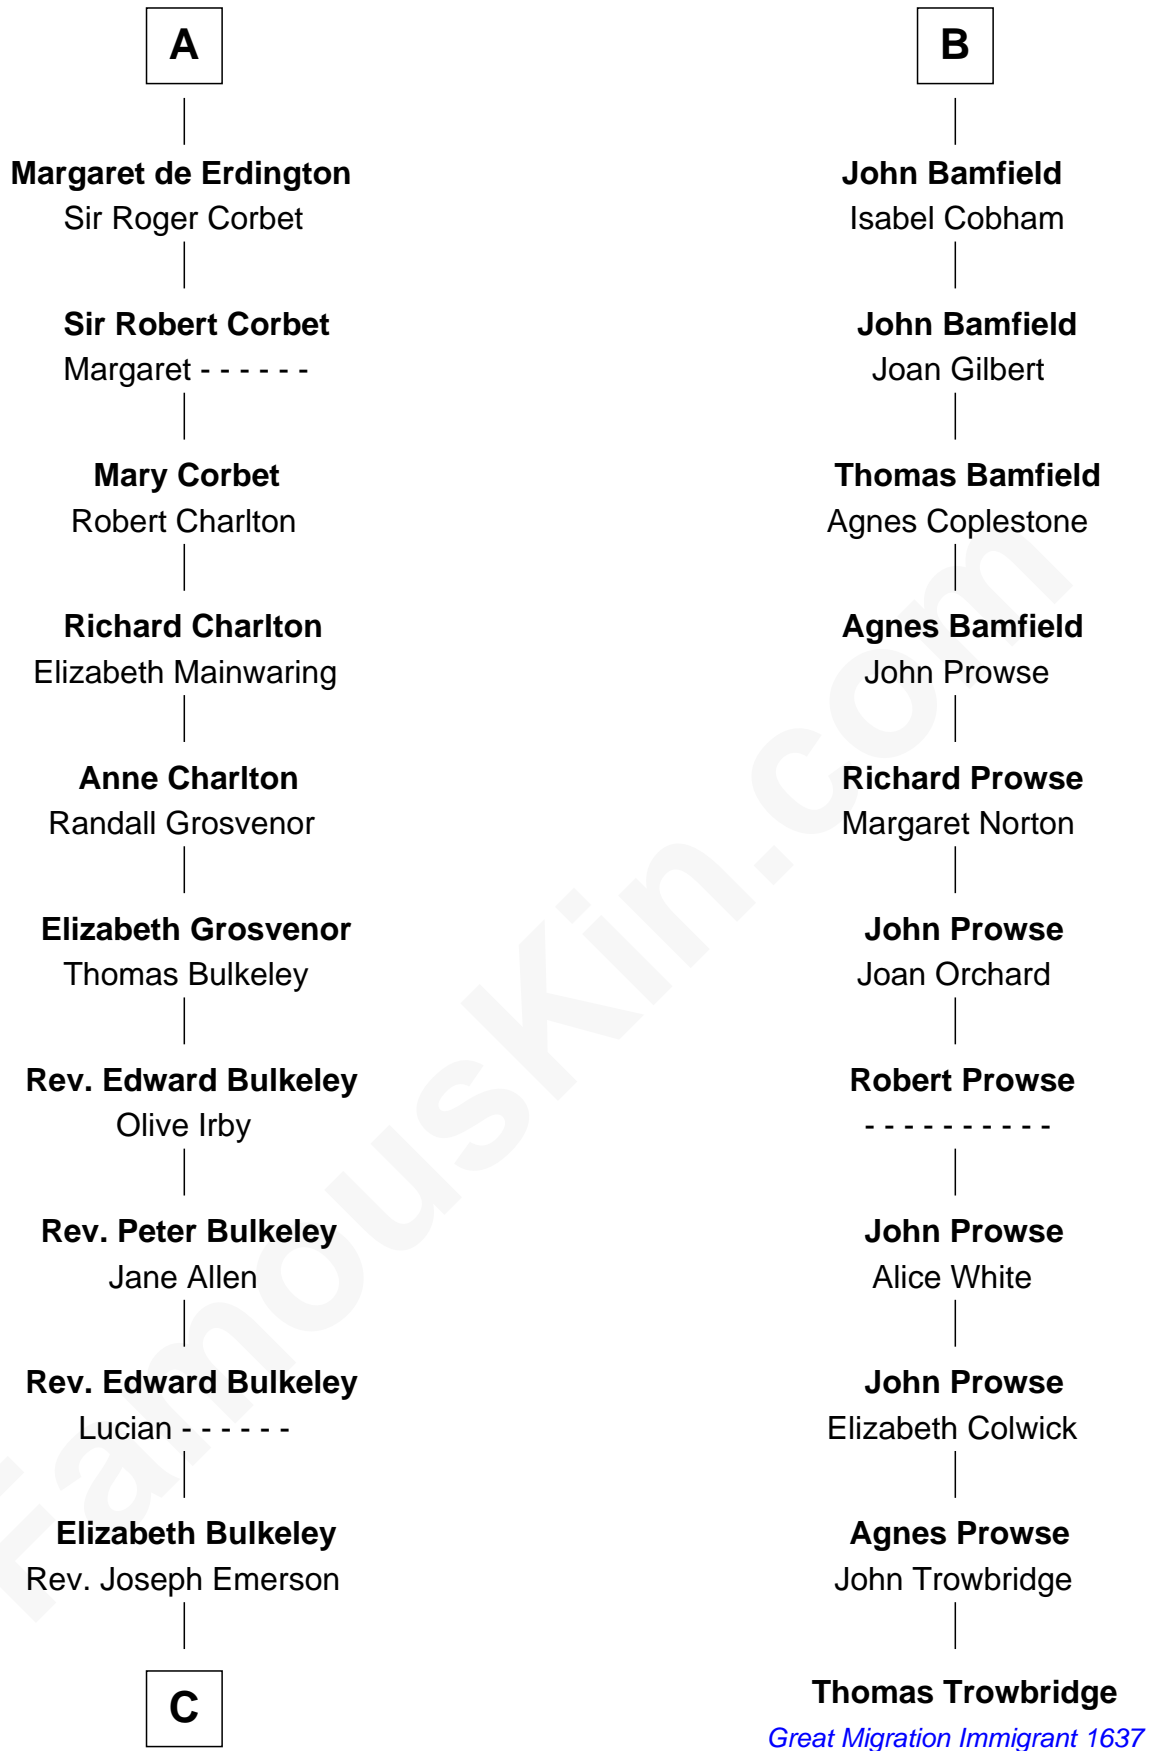 A
Margaret de Erdington
Sir Roger Corbet
Sir Robert Corbet
Margaret - - - - - -
Mary Corbet
Robert Charlton
Richard Charlton
Elizabeth Mainwaring
Anne Charlton
Randall Grosvenor
Elizabeth Grosvenor
Thomas Bulkeley
Rev. Edward Bulkeley
Olive Irby
Rev. Peter Bulkeley
Jane Allen
Rev. Edward Bulkeley
Lucian - - - - - -
Elizabeth Bulkeley
Rev. Joseph Emerson
C
B
John Bamfield
Isabel Cobham
John Bamfield
Joan Gilbert
Thomas Bamfield
Agnes Coplestone
Agnes Bamfield
John Prowse
Richard Prowse
Margaret Norton
John Prowse
Joan Orchard
Robert Prowse
- - - - - - - - - -
John Prowse
Alice White
John Prowse
Elizabeth Colwick
Agnes Prowse
John Trowbridge
Thomas Trowbridge
Great Migration Immigrant 1637
FamousKin.com